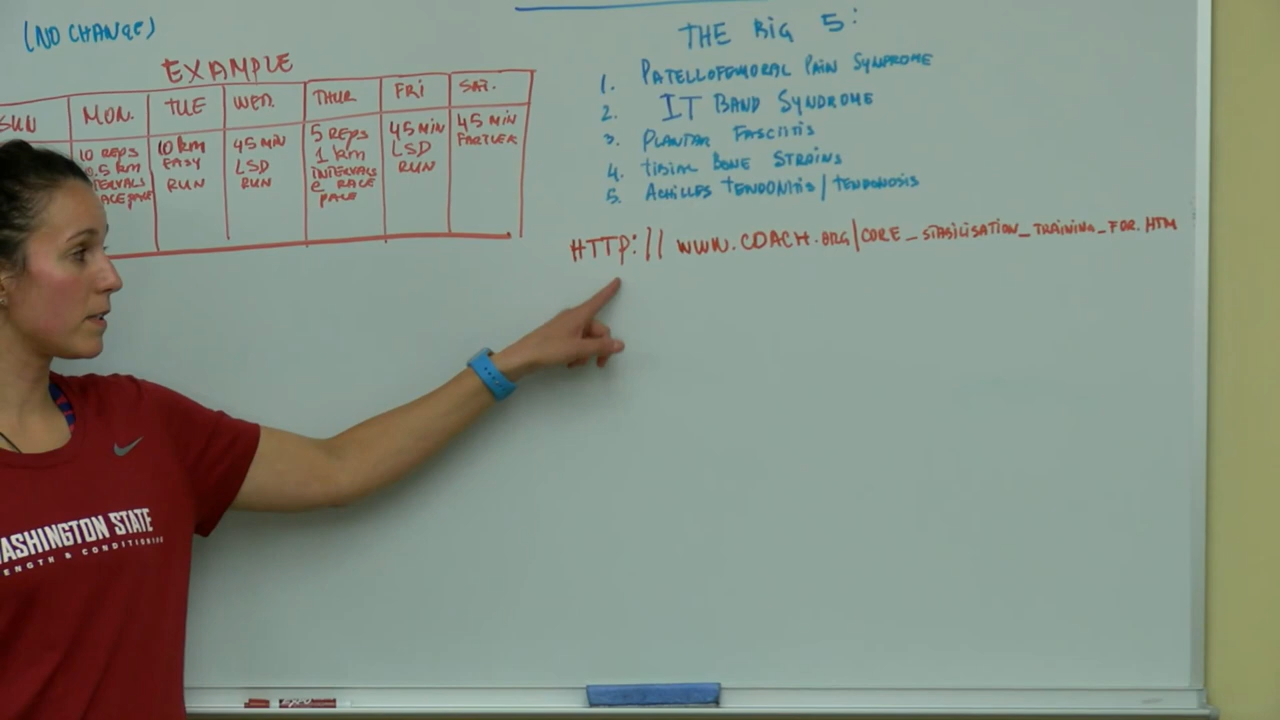 (NO CHANGE)
EXAMPLE
SUN MON. TUE WED. THUR FRI SAT.
10 REPS
0.5 km
INTERVALS
RACE PACE
10 km
EASY
RUN
45 MIN
LSD
RUN
5 REPS
1 km
INTERVALS
@ RACE
PACE
45 MIN
LSD
RUN
45 MIN
FARTLEK
THE BIG 5:
1. PATELLOFEMORAL PAIN SYNDROME
2. IT BAND SYNDROME
3. PLANTAR FASCIITIS
4. TIBIAL BONE STRAINS
5. ACHILLES TENDONITIS/TENDONOSIS
HTTP://WWW.COACH.ORG/CORE_STABILISATION_TRAINING_FOR.HTM
WASHINGTON STATE
STRENGTH & CONDITIONING
EXPO